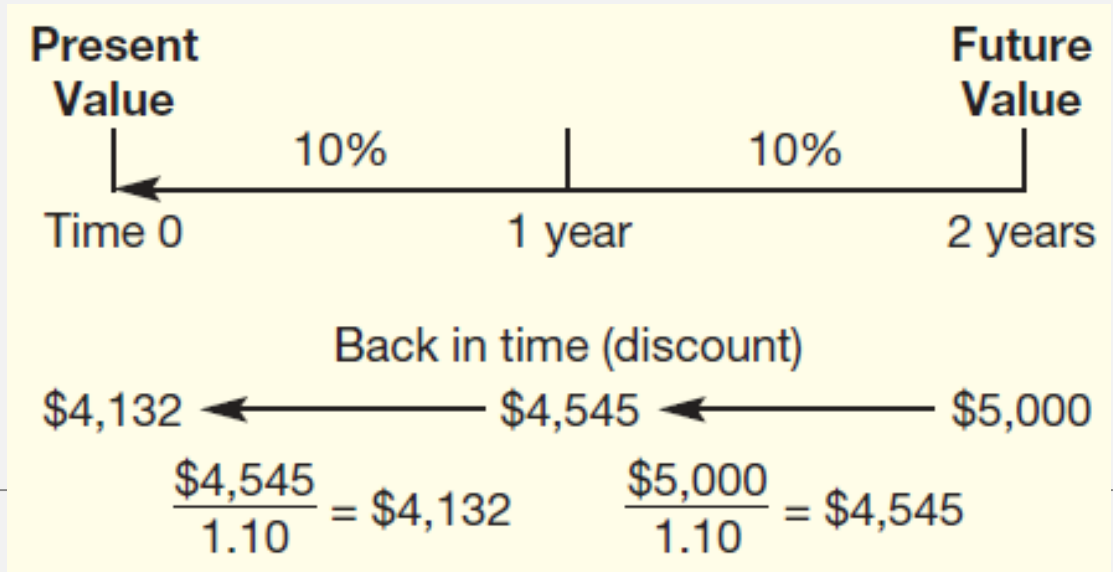 Present Future
Value Value
10% 10%
Time 0 1 year 2 years
Back in time (discount)
$4,132 $4,545 $5,000
$4,545 $5,000
= $4,132 = $4,545
1.10 1.10